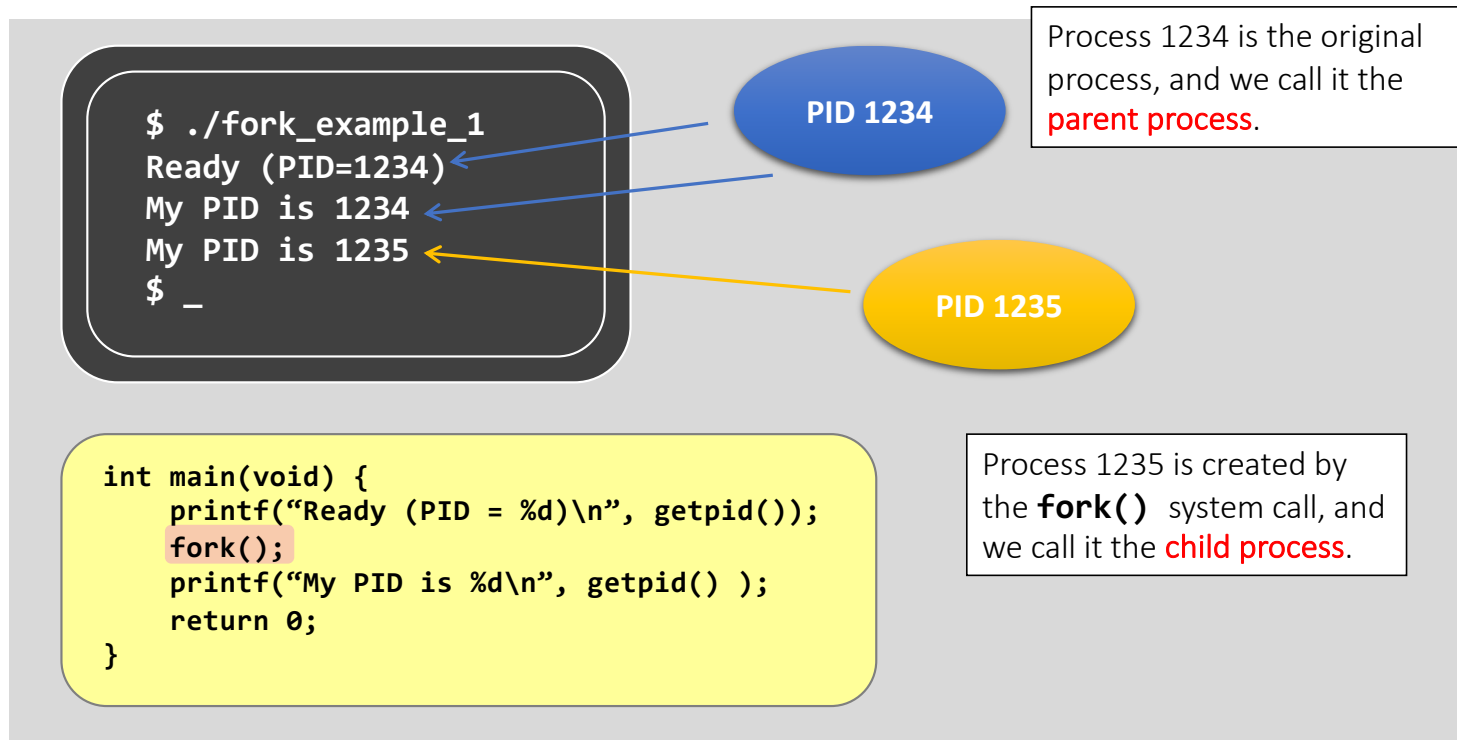 $ ./fork_example_1
Ready (PID=1234)
My PID is 1234
My PID is 1235
$ _
PID 1234
Process 1234 is the original
process, and we call it the
parent process.
PID 1235
int main(void) {
    printf(“Ready (PID = %d)\n”, getpid());
    fork();
    printf(“My PID is %d\n”, getpid() );
    return 0;
}
Process 1235 is created by
the fork() system call, and
we call it the child process.